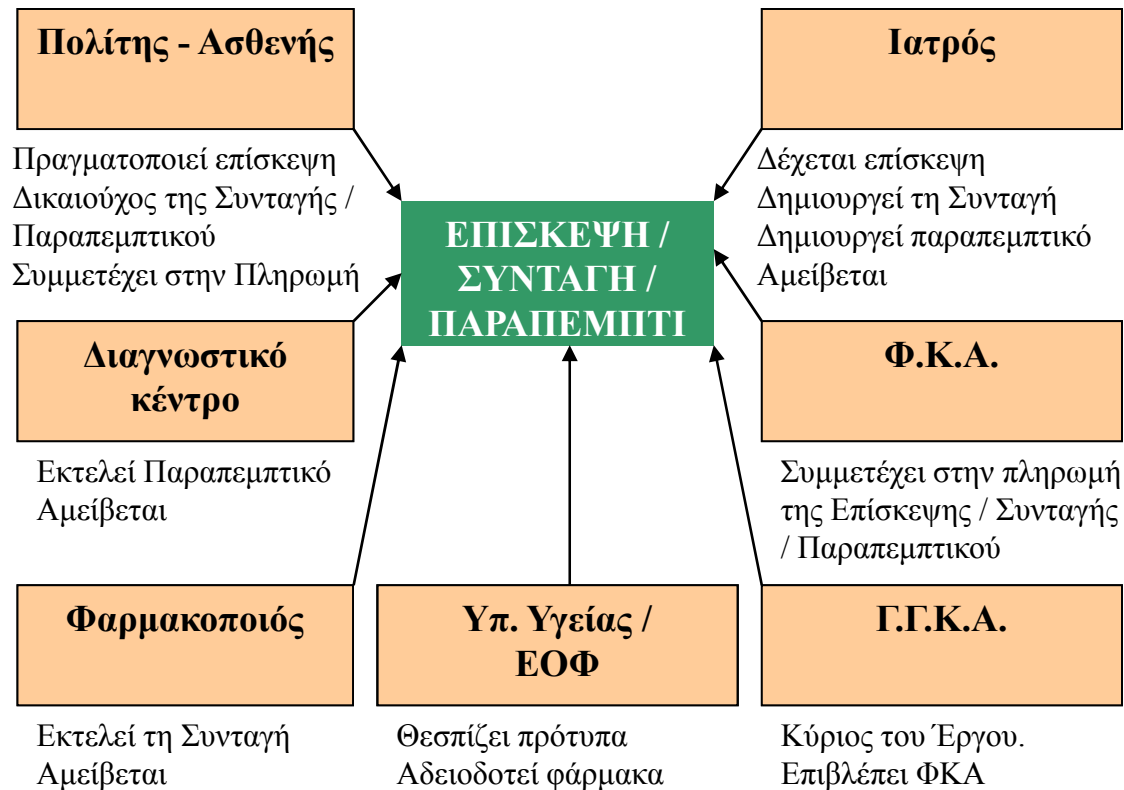 Πολίτης - Ασθενής
Πραγματοποιεί επίσκεψη
Δικαιούχος της Συνταγής /
Παραπεμπτικού
Συμμετέχει στην Πληρωμή
Ιατρός
Δέχεται επίσκεψη
Δημιουργεί τη Συνταγή
Δημιουργεί παραπεμπτικό
Αμείβεται
ΕΠΙΣΚΕΨΗ /
ΣΥΝΤΑΓΗ /
ΠΑΡΑΠΕΜΠΤΙ
Διαγνωστικό
κέντρο
Εκτελεί Παραπεμπτικό
Αμείβεται
Φ.Κ.Α.
Συμμετέχει στην πληρωμή
της Επίσκεψης / Συνταγής
/ Παραπεμπτικού
Φαρμακοποιός
Εκτελεί τη Συνταγή
Αμείβεται
Υπ. Υγείας /
ΕΟΦ
Θεσπίζει πρότυπα
Αδειοδοτεί φάρμακα
Γ.Γ.Κ.Α.
Κύριος του Έργου.
Επιβλέπει ΦΚΑ